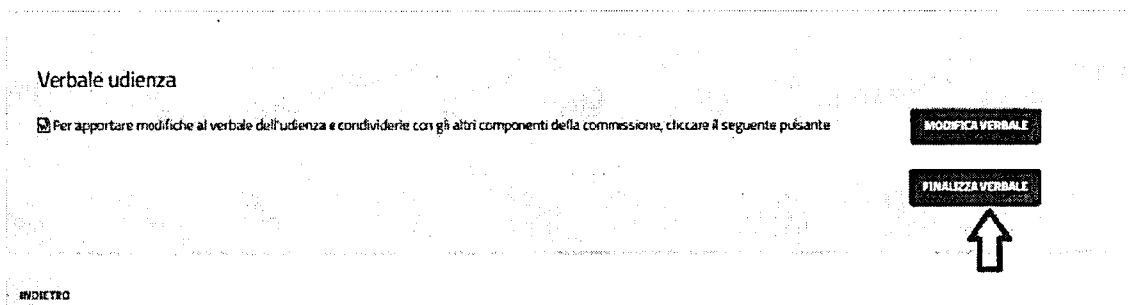 Verbale udienza
Per apportare modifiche al verbale dell'udienza e condividerle con gli altri componenti della commissione, cliccare il seguente pulsante
MODIFICA VERBALE
FINALIZZA VERBALE
INDIETRO